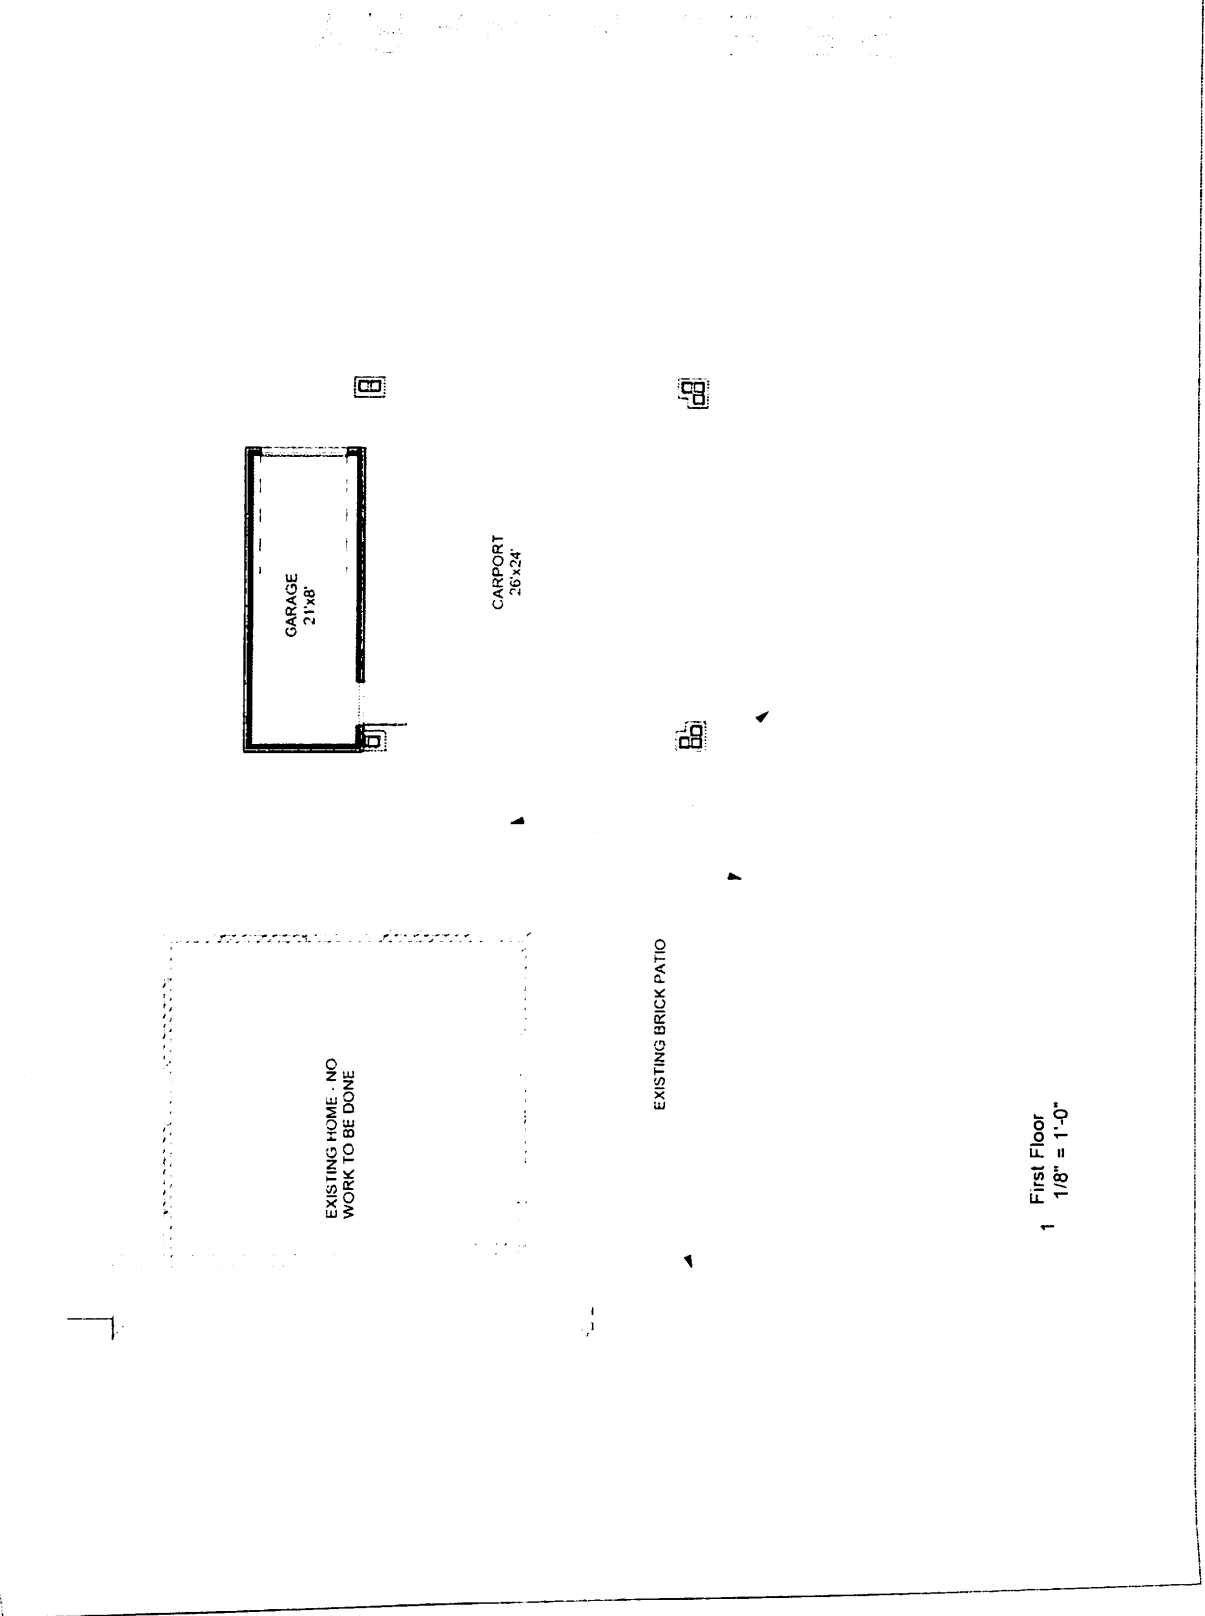 GARAGE
21'x8'
CARPORT
26'x24'
EXISTING HOME - NO
WORK TO BE DONE
EXISTING BRICK PATIO
1 First Floor
1/8" = 1'-0"